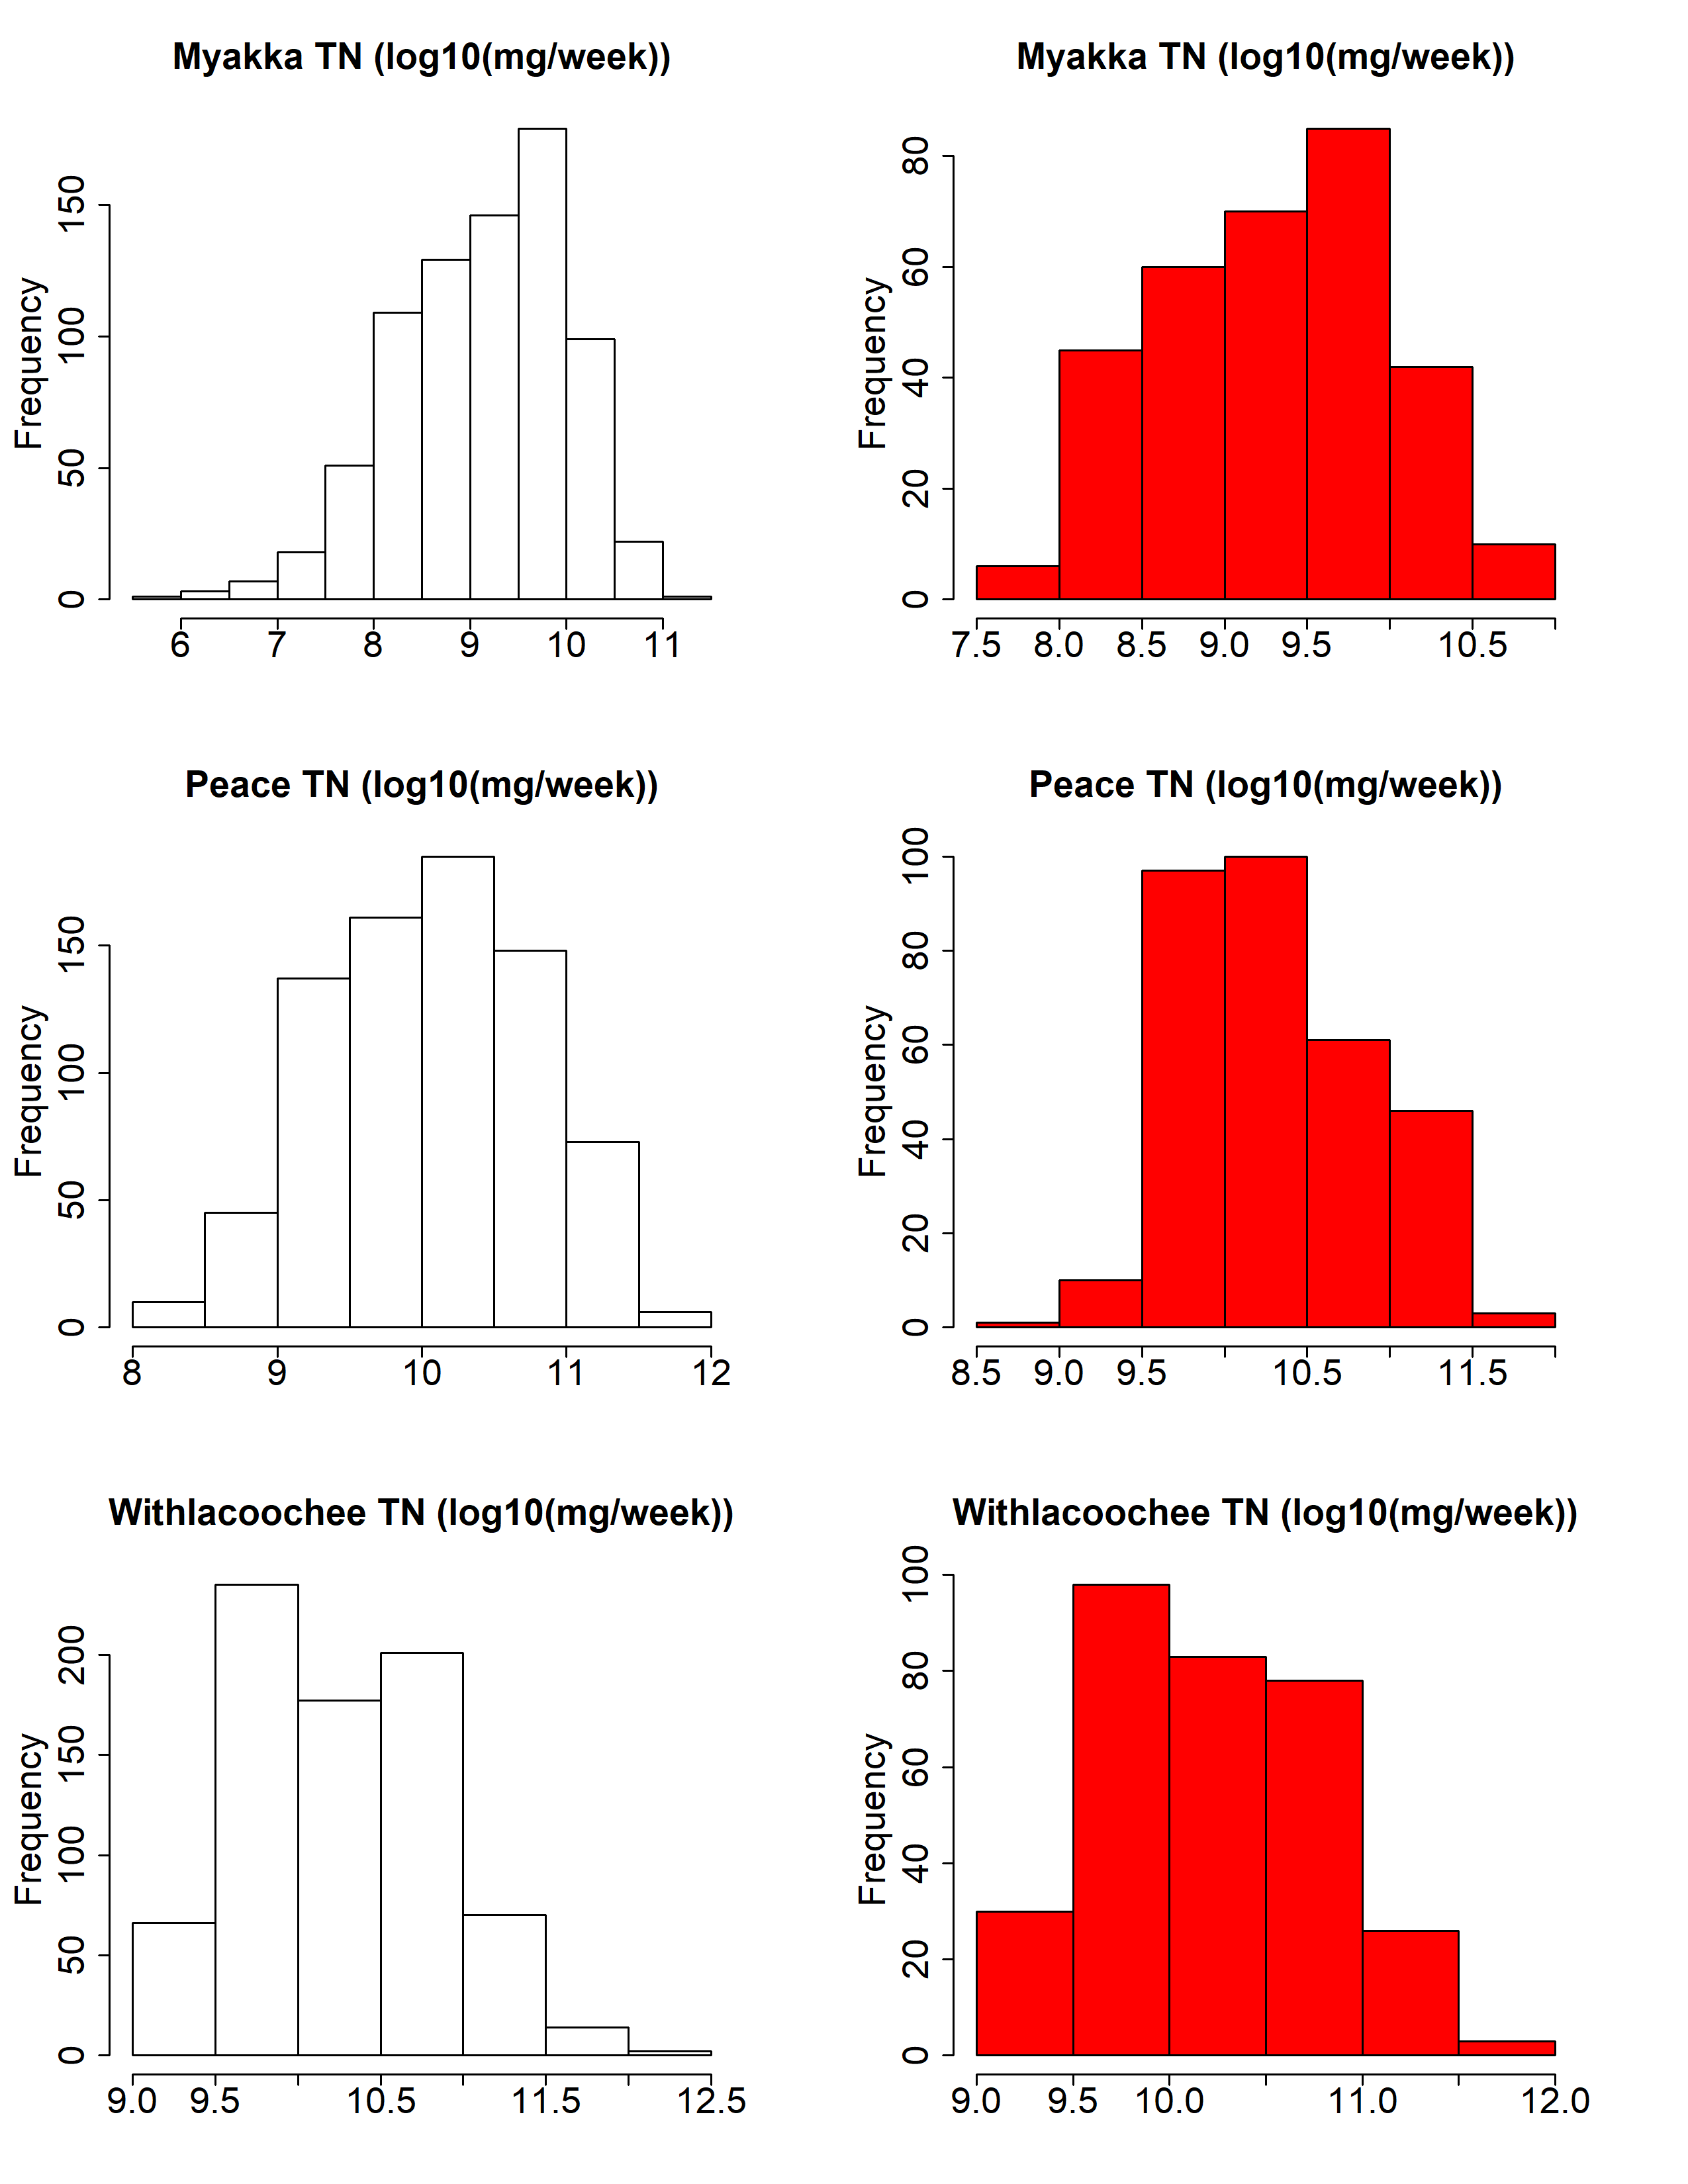 Myakka TN (log10(mg/week))
Frequency
0 50 100 150
6 7 8 9 10 11
Myakka TN (log10(mg/week))
Frequency
0 20 40 60 80
7.5 8.0 8.5 9.0 9.5 10.5
Peace TN (log10(mg/week))
Frequency
0 50 100 150
8 9 10 11 12
Peace TN (log10(mg/week))
Frequency
0 20 40 60 80 100
8.5 9.0 9.5 10.5 11.5
Withlacoochee TN (log10(mg/week))
Frequency
0 50 100 150 200
9.0 9.5 10.5 11.5 12.5
Withlacoochee TN (log10(mg/week))
Frequency
0 20 40 60 80 100
9.0 9.5 10.0 11.0 12.0